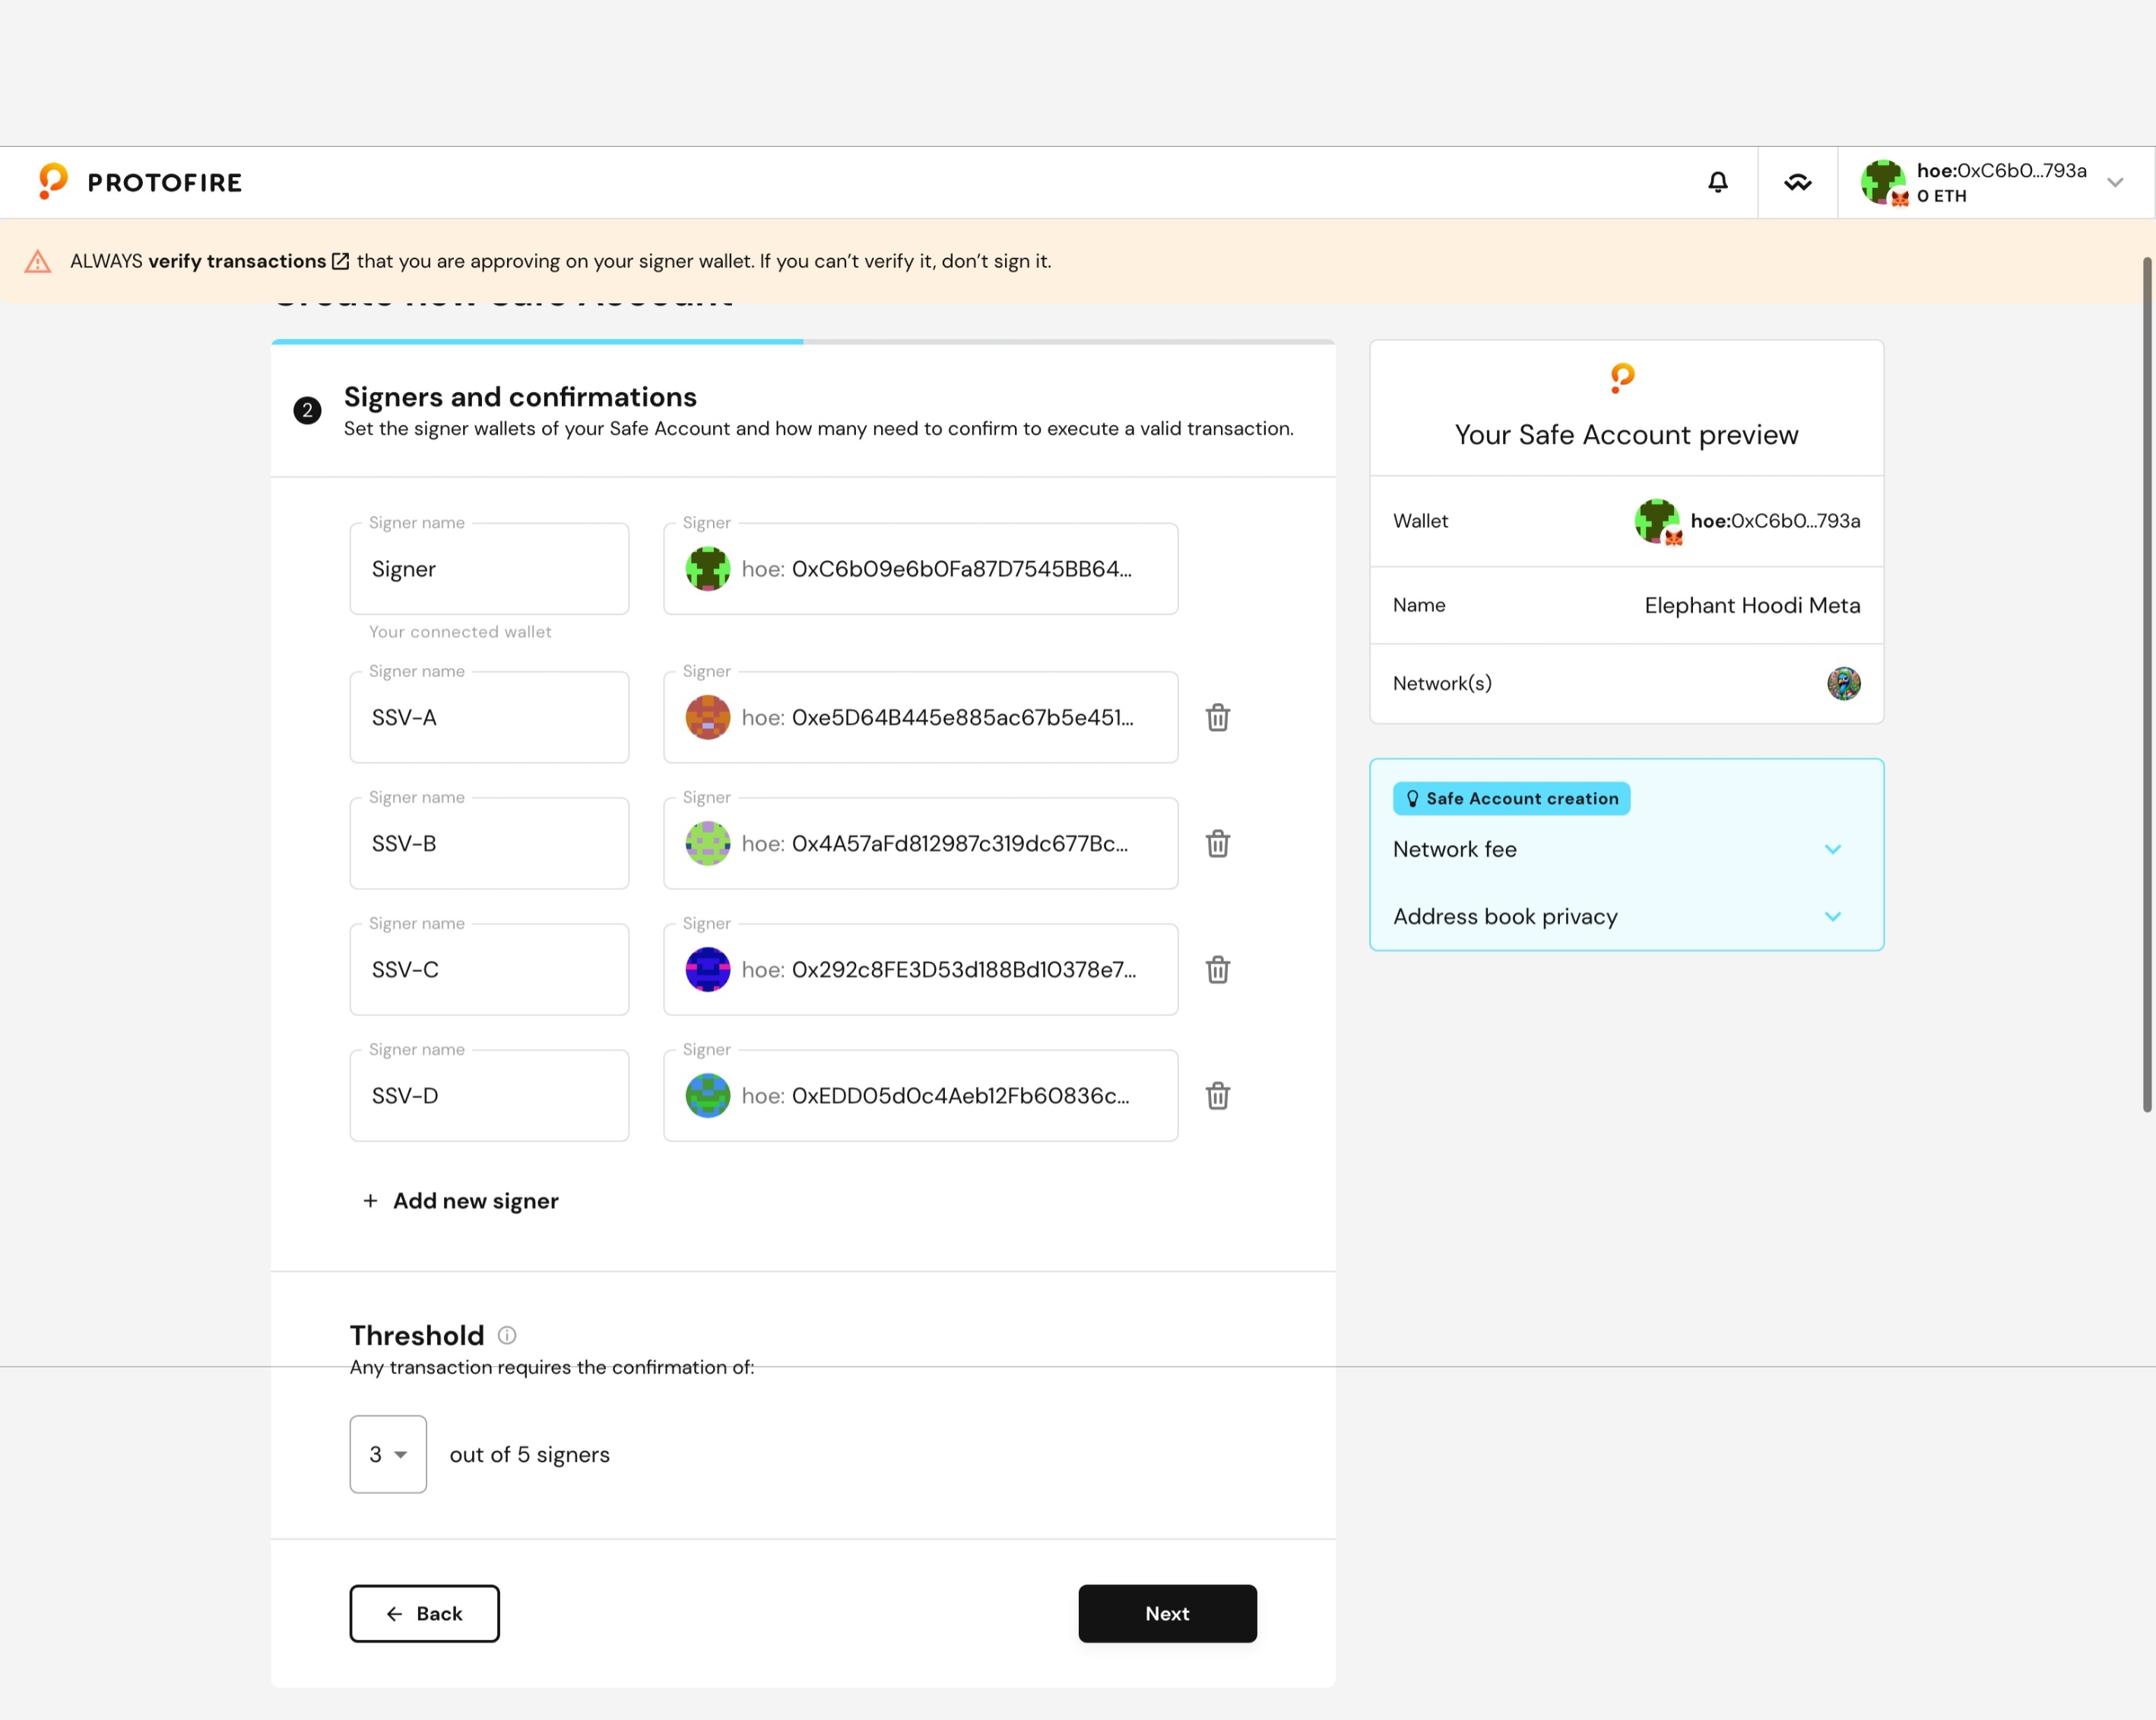 PROTOFIRE
hoe:0xC6b0...793a
0 ETH
ALWAYS verify transactions that you are approving on your signer wallet. If you can’t verify it, don’t sign it.
2
Signers and confirmations
Set the signer wallets of your Safe Account and how many need to confirm to execute a valid transaction.
Signer name
Signer
Signer
hoe: 0xC6b09e6b0Fa87D7545BB64...
Your connected wallet
Signer name
SSV-A
Signer
hoe: 0xe5D64B445e885ac67b5e451...
Signer name
SSV-B
Signer
hoe: 0x4A57aFd812987c319dc677Bc...
Signer name
SSV-C
Signer
hoe: 0x292c8FE3D53d188Bd10378e7...
Signer name
SSV-D
Signer
hoe: 0xEDD05d0c4Aeb12Fb60836c...
+ Add new signer
Threshold
Any transaction requires the confirmation of:
3 out of 5 signers
Back
Next
Your Safe Account preview
Wallet hoe:0xC6b0...793a
Name Elephant Hoodi Meta
Network(s)
Safe Account creation
Network fee
Address book privacy